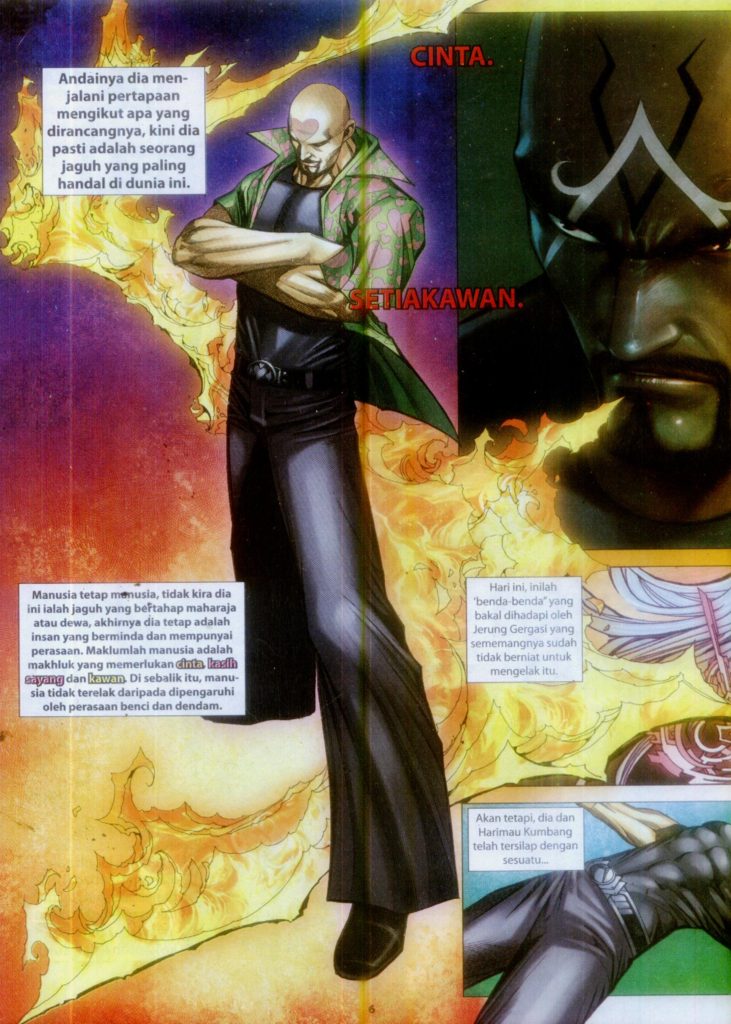 Andainya dia men-
jalani pertapaan
mengikut apa yang
dirancangnya, kini dia
pasti adalah seorang
jaguh yang paling
handal di dunia ini.
CINTA.
SETIAKAWAN.
Manusia tetap manusia, tidak kira dia
ini ialah jaguh yang bertahap maharaja
atau dewa, akhirnya dia tetap adalah
insan yang berminda dan mempunyai
perasaan. Maklumlah manusia adalah
makhluk yang memerlukan cinta, kasih
sayang dan kawan. Di sebalik itu, manu-
sia tidak terelak daripada dipengaruhi
oleh perasaan benci dan dendam.
Hari ini, inilah
"benda-benda" yang
bakal dihadapi oleh
Jerung Gergasi yang
sememangnya sudah
tidak berniat untuk
mengelak itu.
Akan tetapi, dia dan
Harimau Kumbang
telah tersilap dengan
sesuatu...
6